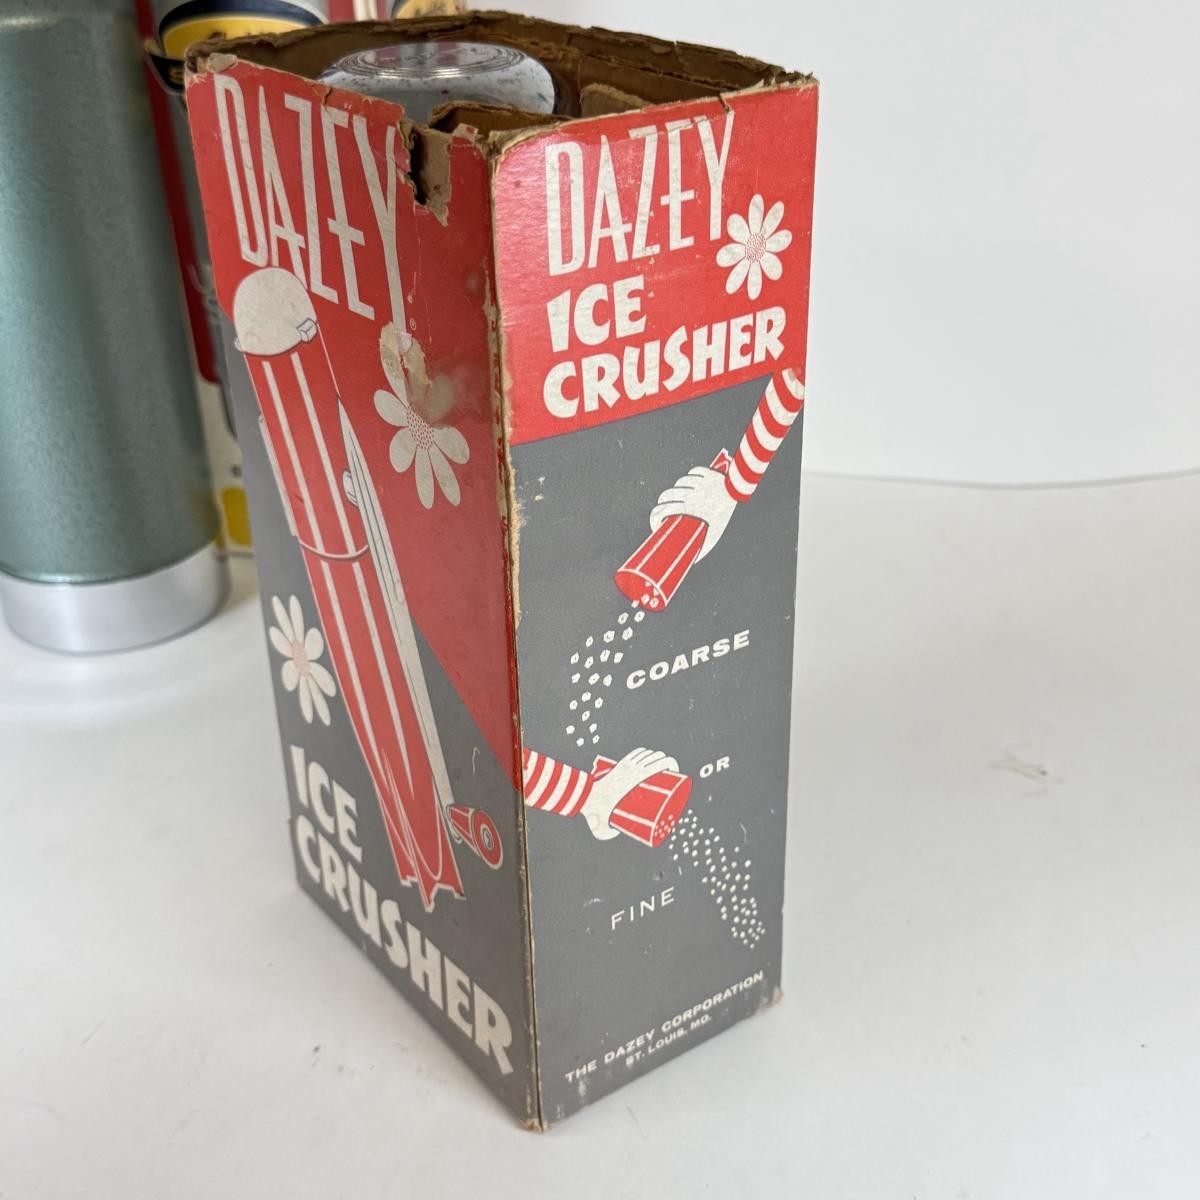 DAZEY
®
ICE
CRUSHER
DAZEY
ICE
CRUSHER
COARSE
OR
FINE
THE DAZEY CORPORATION
ST. LOUIS, MO.